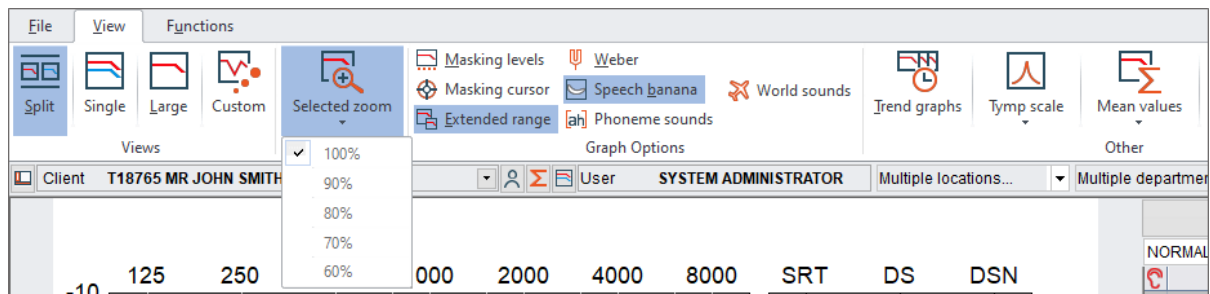 File View Functions
Masking levels Weber
Masking cursor Speech banana World sounds
Split Single Large Custom Selected zoom Trend graphs Tymp scale Mean values
Extended range ah Phoneme sounds
Views Graph Options Other
100%
Client T18765 MR JOHN SMITH User SYSTEM ADMINISTRATOR Multiple locations...
90%
80%
70%
NORMAL
60%
125 250 000 2000 4000 8000 SRT DS DSN
-10